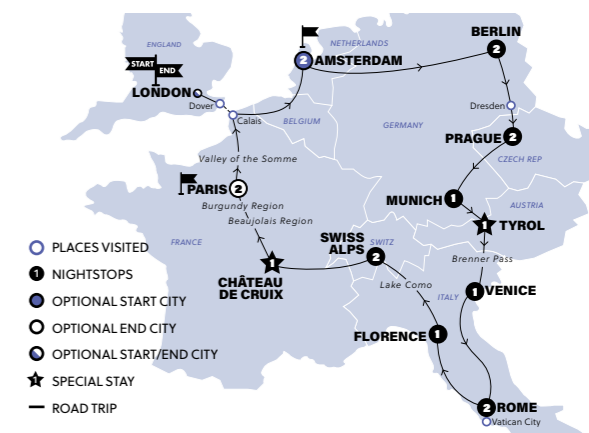 ENGLAND
START
END
LONDON
Dover
Calais
NETHERLANDS
2
AMSTERDAM
BELGIUM
BERLIN
2
GERMANY
Dresden
PRAGUE
2
CZECH REP
MUNICH
1
AUSTRIA
1
TYROL
Brenner Pass
Valley of the Somme
PARIS
2
Burgundy Region
Beaujolais Region
FRANCE
SWISS
ALPS
SWITZ
2
1
CHÂTEAU
DE CRUIX
Lake Como
ITALY
1
VENICE
FLORENCE
1
2
ROME
Vatican City
PLACES VISITED
1 NIGHTSTOPS
OPTIONAL START CITY
OPTIONAL END CITY
OPTIONAL START/END CITY
1 SPECIAL STAY
ROAD TRIP